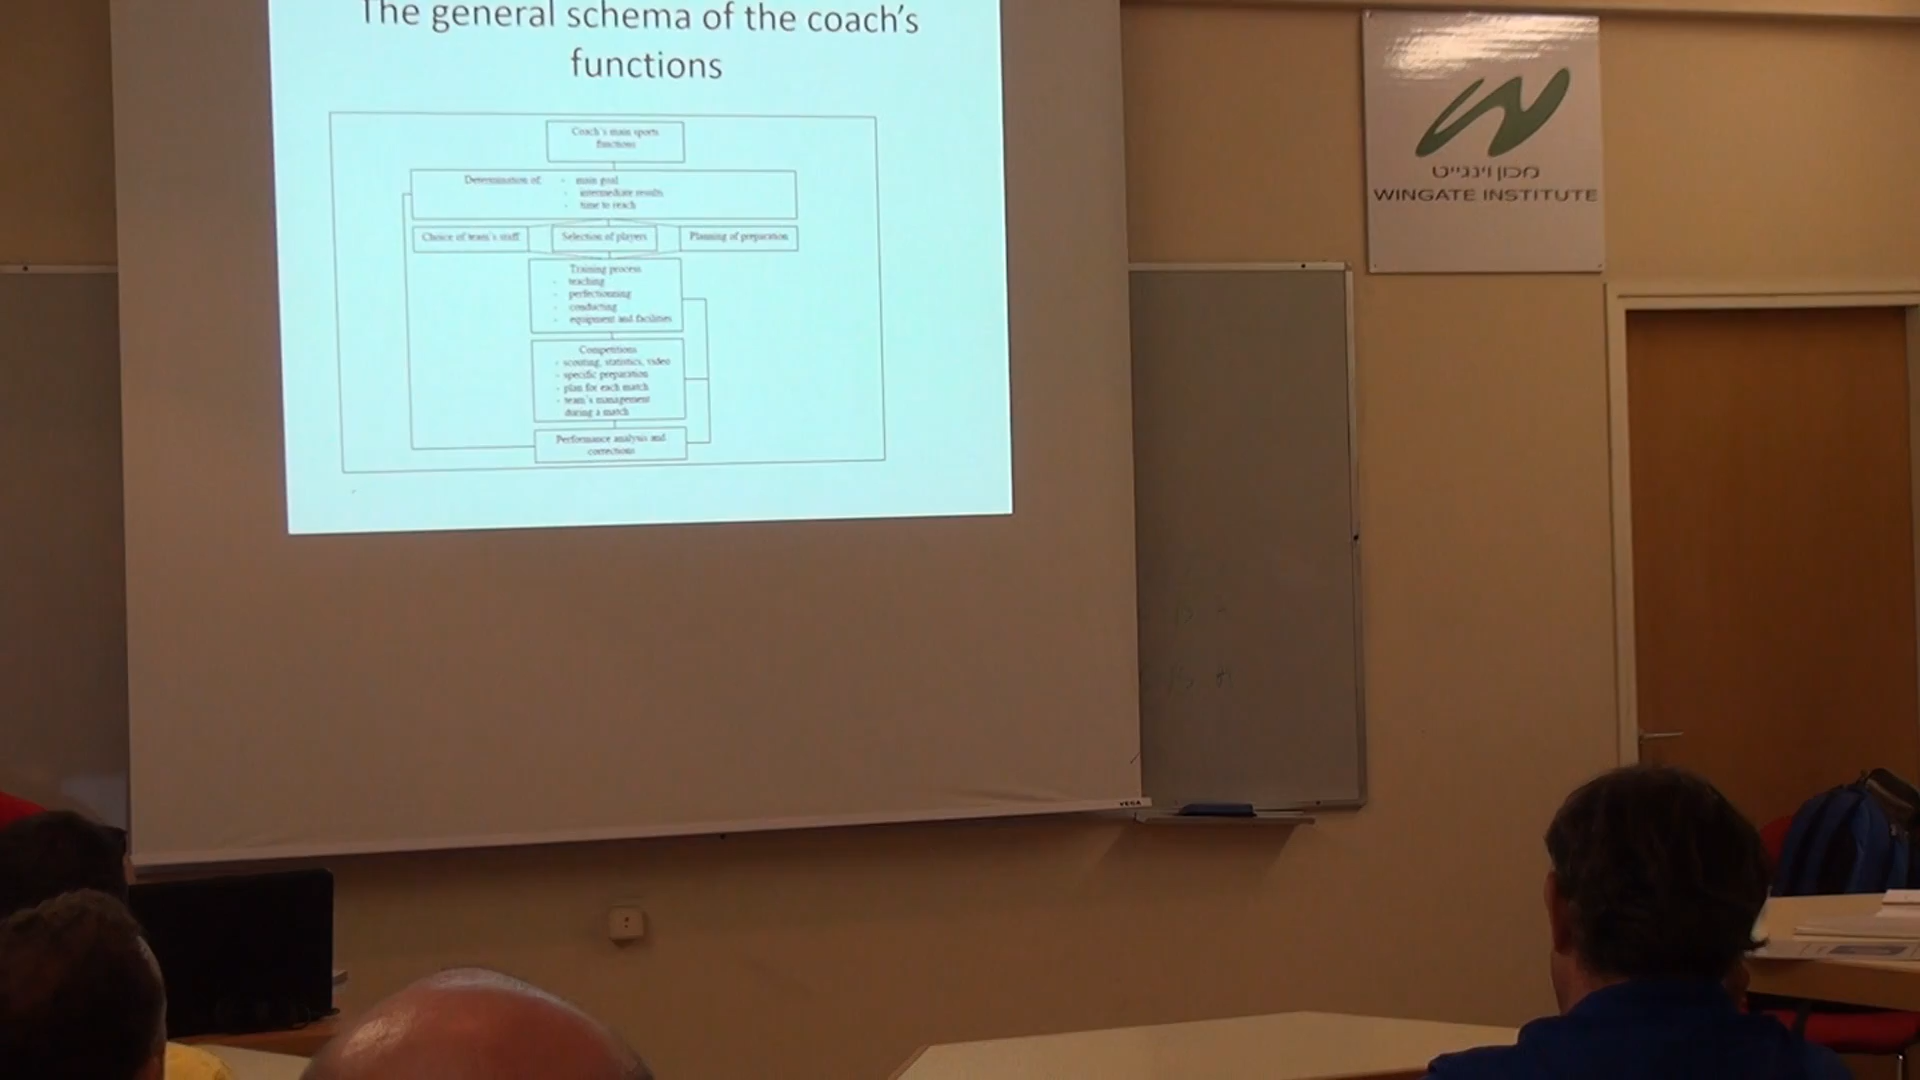 The general schema of the coach's
functions
Coach's main sports
functions
Determination of: - main goal
- intermediate results
- time to reach
Choice of team's staff
Selection of players
Planning of preparation
Training process
- teaching
- perfectionning
- conducting
- equipment and facilities
Competitions
- scouting, statistics, video
- specific preparation
- plan for each match
- team's management
during a match
Performance analysis and
corrections
מכון וינגייט
WINGATE INSTITUTE
VEGA